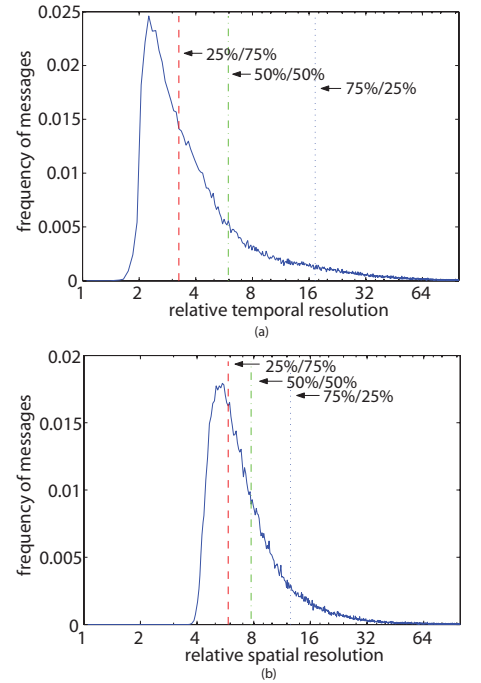 0.025
0.02
0.015
0.01
0.005
0
frequency of messages
25%/75%
50%/50%
75%/25%
1 2 4 8 16 32 64
relative temporal resolution
(a)
0.02
0.015
0.01
0.005
0
frequency of messages
25%/75%
50%/50%
75%/25%
1 2 4 8 16 32 64
relative spatial resolution
(b)